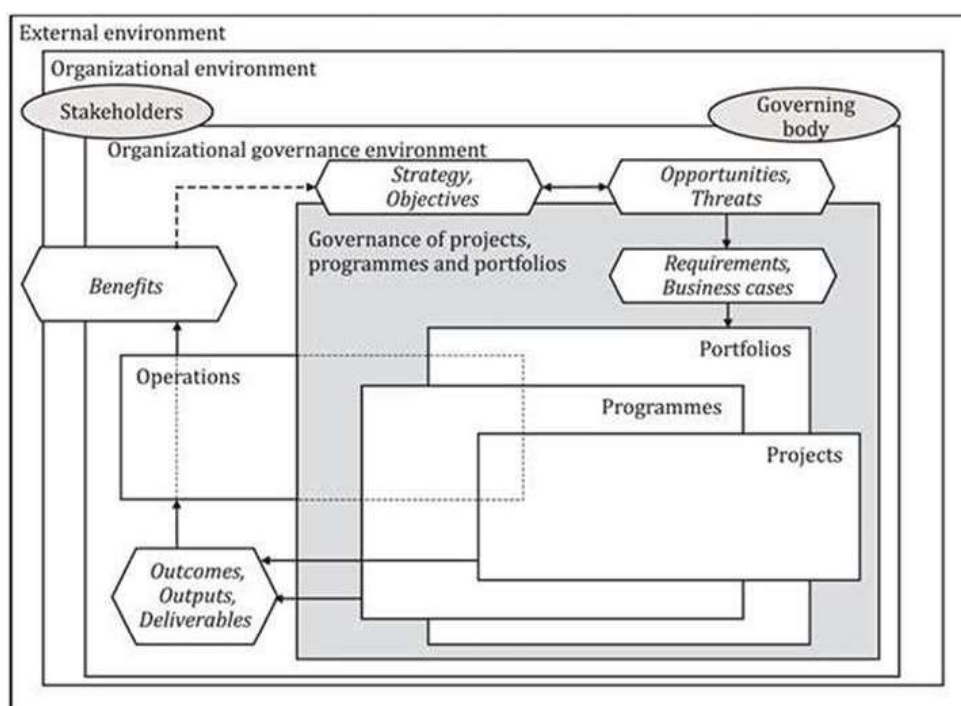 External environment
Organizational environment
Stakeholders
Governing
body
Organizational governance environment
Strategy,
Objectives
Opportunities,
Threats
Governance of projects,
programmes and portfolios
Requirements,
Business cases
Benefits
Portfolios
Operations
Programmes
Projects
Outcomes,
Outputs,
Deliverables